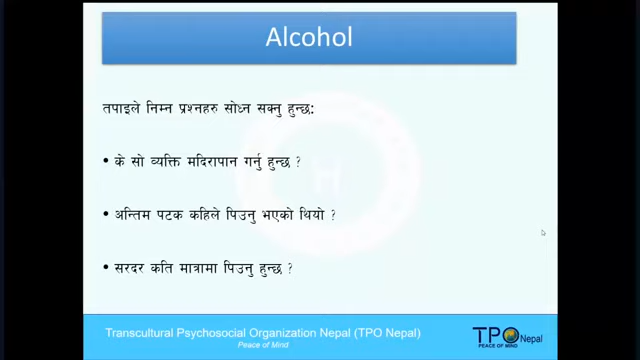 Alcohol
तपाइले निम्न प्रश्नहरु सोध्न सक्नु हुन्छ:
• के सो व्यक्ति मदिरापान गर्नु हुन्छ ?
• अन्तिम पटक कहिले पिउनु भएको थियो ?
• सरदर कति मात्रामा पिउनु हुन्छ ?
Transcultural Psychosocial Organization Nepal (TPO Nepal)
Peace of Mind
TPO Nepal
PEACE OF MIND